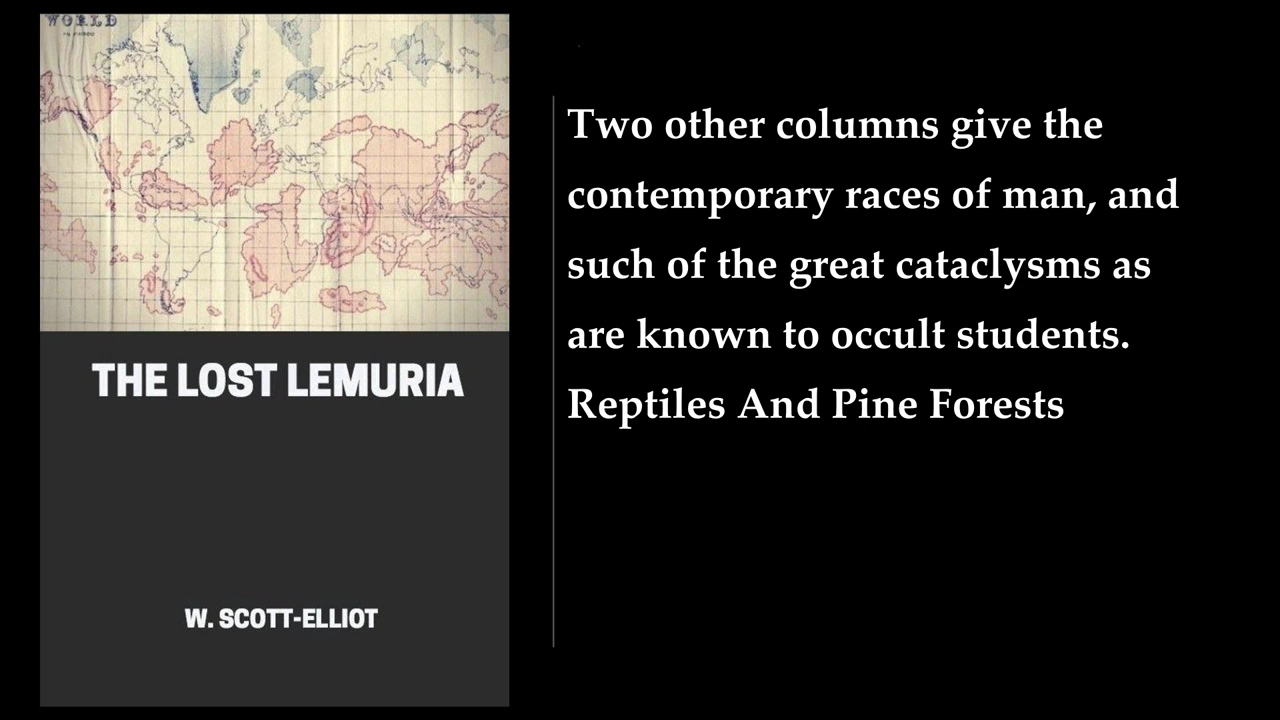 WORLD
THE LOST LEMURIA
W. SCOTT-ELLIOT
Two other columns give the
contemporary races of man, and
such of the great cataclysms as
are known to occult students.
Reptiles And Pine Forests